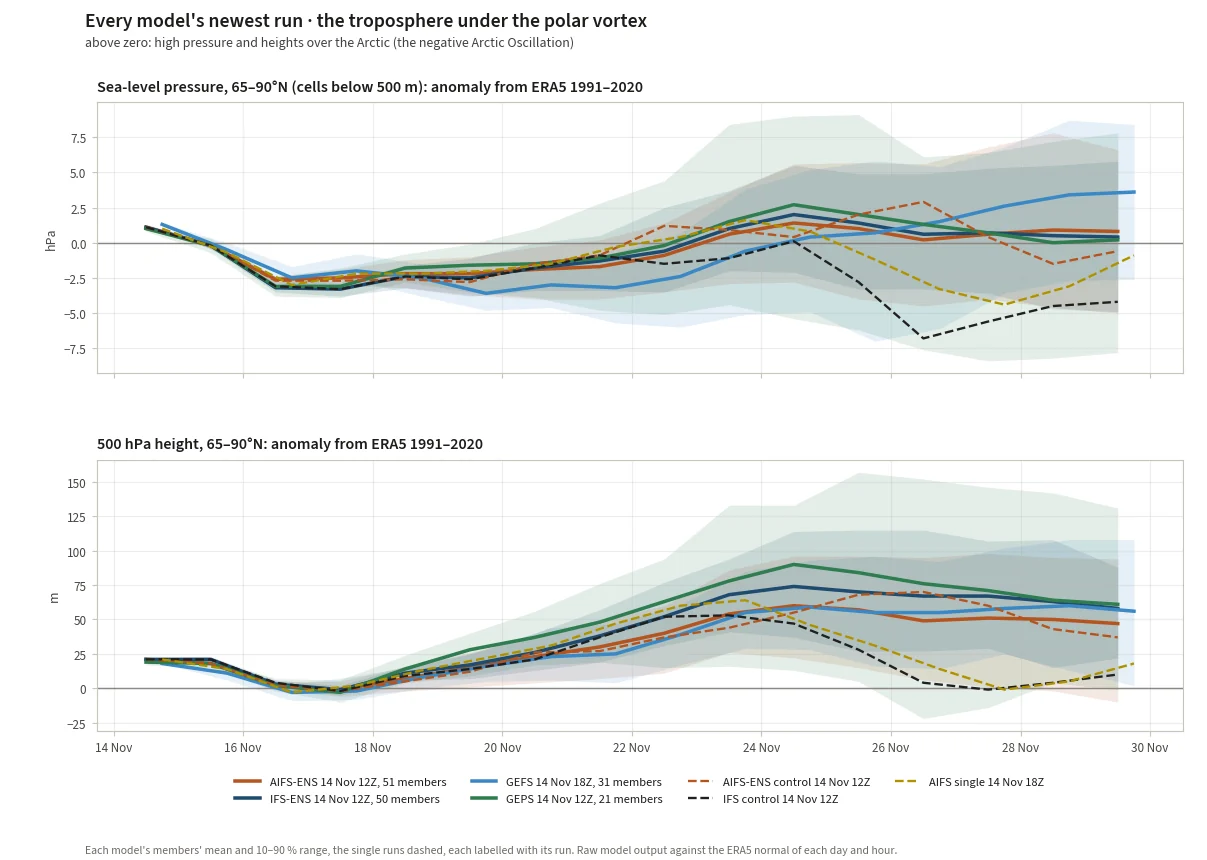 Every model's newest run · the troposphere under the polar vortex
above zero: high pressure and heights over the Arctic (the negative Arctic Oscillation)
Sea-level pressure, 65–90°N (cells below 500 m): anomaly from ERA5 1991–2020
7.5
5.0
2.5
0.0
−2.5
−5.0
−7.5
hPa
500 hPa height, 65–90°N: anomaly from ERA5 1991–2020
150
125
100
75
50
25
0
−25
m
14 Nov 16 Nov 18 Nov 20 Nov 22 Nov 24 Nov 26 Nov 28 Nov 30 Nov
AIFS-ENS 14 Nov 12Z, 51 members GEFS 14 Nov 18Z, 31 members AIFS-ENS control 14 Nov 12Z AIFS single 14 Nov 18Z
IFS-ENS 14 Nov 12Z, 50 members GEPS 14 Nov 12Z, 21 members IFS control 14 Nov 12Z
Each model's members' mean and 10–90 % range, the single runs dashed, each labelled with its run. Raw model output against the ERA5 normal of each day and hour.